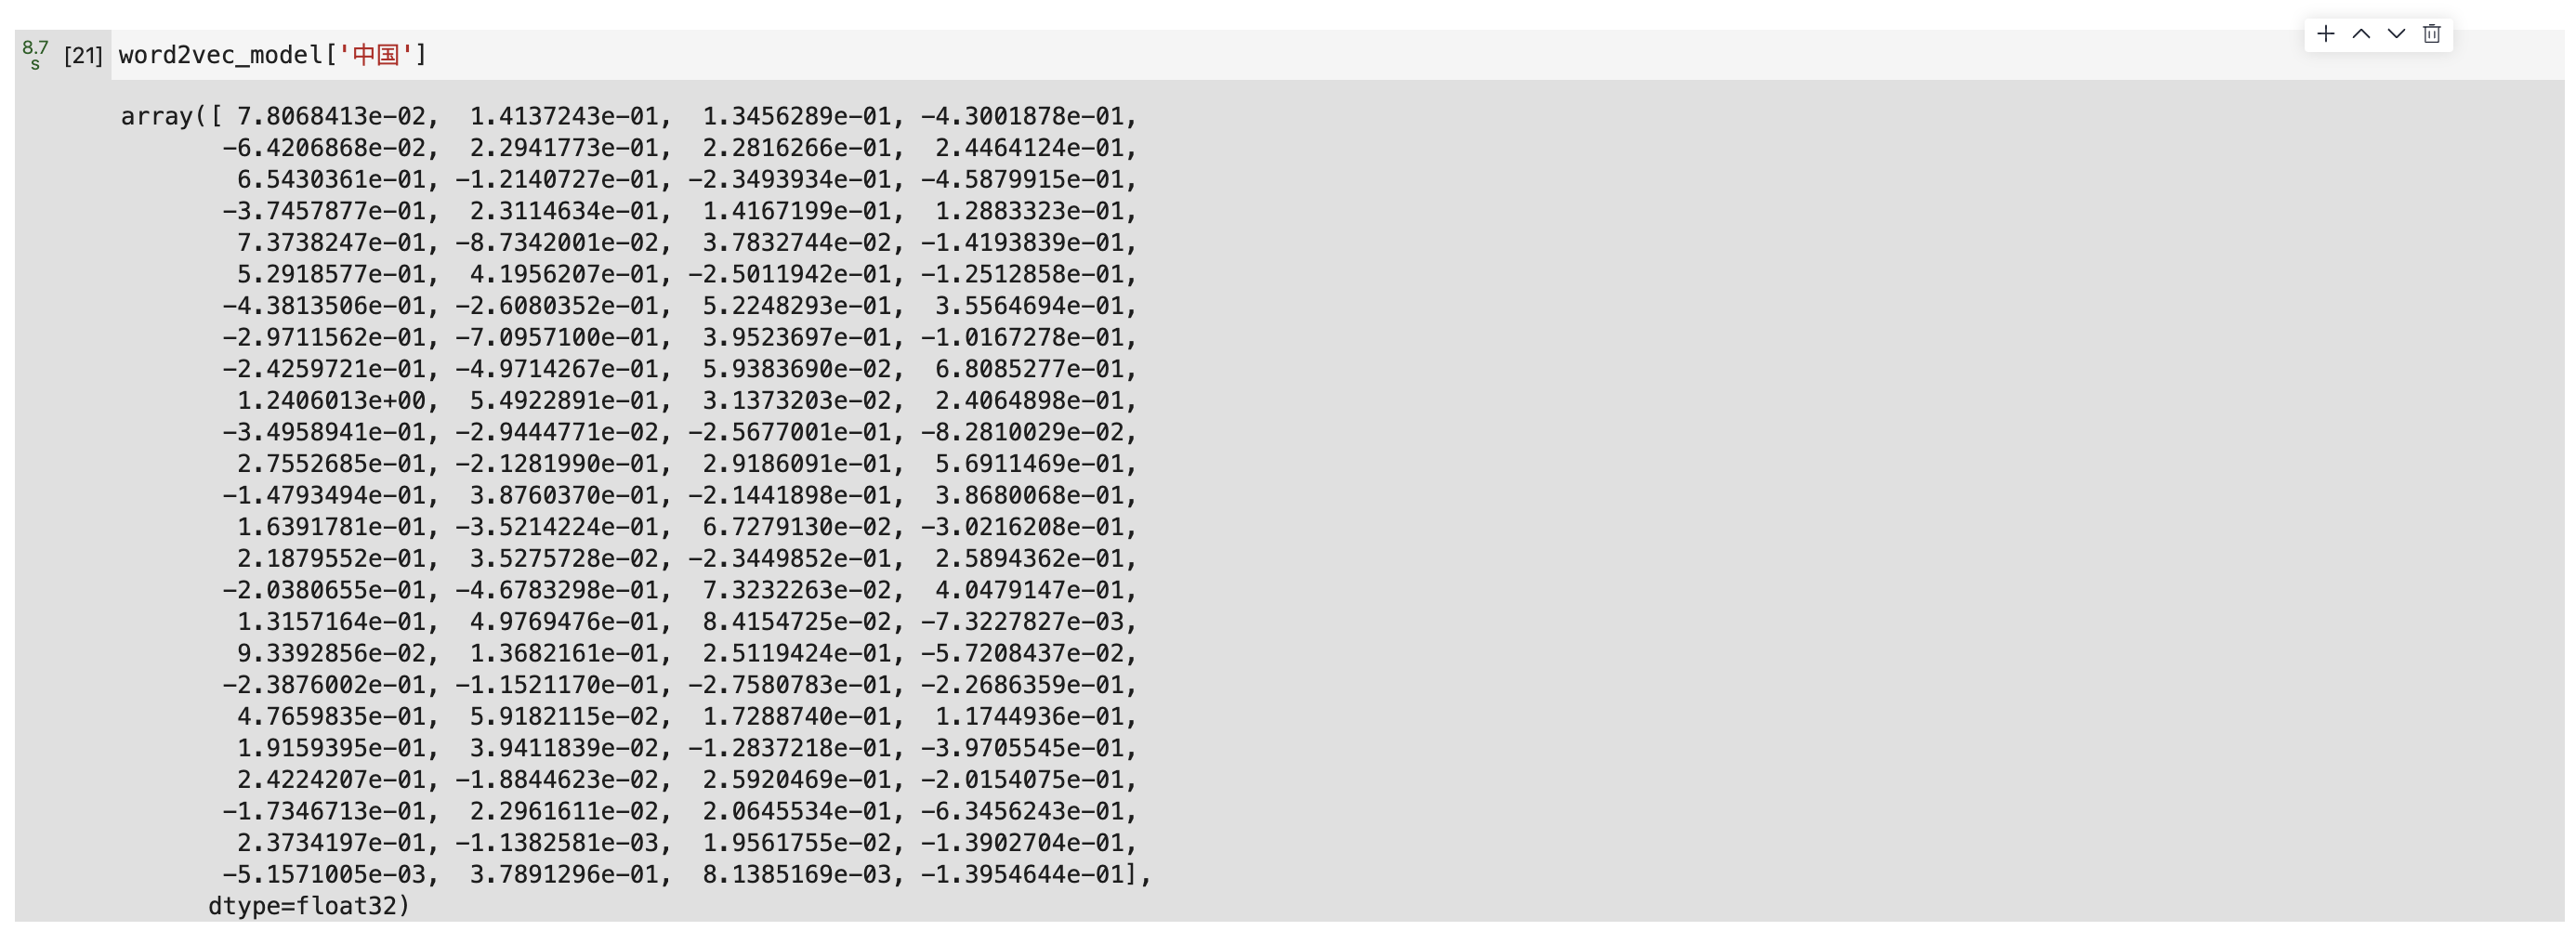 8.7 s [21] word2vec_model['中国']
array([ 7.8068413e-02,  1.4137243e-01,  1.3456289e-01, -4.3001878e-01,
-6.4206868e-02,  2.2941773e-01,  2.2816266e-01,  2.4464124e-01,
6.5430361e-01, -1.2140727e-01, -2.3493934e-01, -4.5879915e-01,
-3.7457877e-01,  2.3114634e-01,  1.4167199e-01,  1.2883323e-01,
7.3738247e-01, -8.7342001e-02,  3.7832744e-02, -1.4193839e-01,
5.2918577e-01,  4.1956207e-01, -2.5011942e-01, -1.2512858e-01,
-4.3813506e-01, -2.6080352e-01,  5.2248293e-01,  3.5564694e-01,
-2.9711562e-01, -7.0957100e-01,  3.9523697e-01, -1.0167278e-01,
-2.4259721e-01, -4.9714267e-01,  5.9383690e-02,  6.8085277e-01,
1.2406013e+00,  5.4922891e-01,  3.1373203e-02,  2.4064898e-01,
-3.4958941e-01, -2.9444771e-02, -2.5677001e-01, -8.2810029e-02,
2.7552685e-01, -2.1281990e-01,  2.9186091e-01,  5.6911469e-01,
-1.4793494e-01,  3.8760370e-01, -2.1441898e-01,  3.8680068e-01,
1.6391781e-01, -3.5214224e-01,  6.7279130e-02, -3.0216208e-01,
2.1879552e-01,  3.5275728e-02, -2.3449852e-01,  2.5894362e-01,
-2.0380655e-01, -4.6783298e-01,  7.3232263e-02,  4.0479147e-01,
1.3157164e-01,  4.9769476e-01,  8.4154725e-02, -7.3227827e-03,
9.3392856e-02,  1.3682161e-01,  2.5119424e-01, -5.7208437e-02,
-2.3876002e-01, -1.1521170e-01, -2.7580783e-01, -2.2686359e-01,
4.7659835e-01,  5.9182115e-02,  1.7288740e-01,  1.1744936e-01,
1.9159395e-01,  3.9411839e-02, -1.2837218e-01, -3.9705545e-01,
2.4224207e-01, -1.8844623e-02,  2.5920469e-01, -2.0154075e-01,
-1.7346713e-01,  2.2961611e-02,  2.0645534e-01, -6.3456243e-01,
2.3734197e-01, -1.1382581e-03,  1.9561755e-02, -1.3902704e-01,
-5.1571005e-03,  3.7891296e-01,  8.1385169e-03, -1.3954644e-01],
dtype=float32)